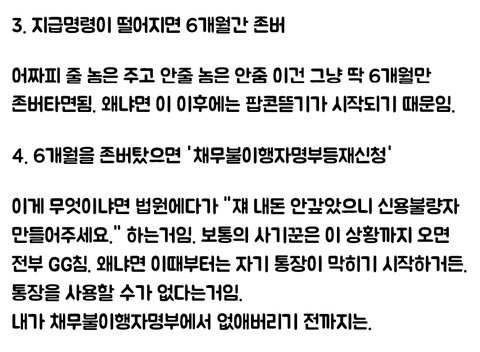 3. 지급명령이 떨어지면 6개월간 존버
어짜피 줄 놈은 주고 안줄 놈은 안줌 이건 그냥 딱 6개월만
존버타면됨. 왜냐면 이 이후에는 팝콘뜯기가 시작되기 때문임.
4. 6개월을 존버탔으면 '채무불이행자명부등재신청'
이게 무엇이냐면 법원에다가 "쟤 내돈 안갚았으니 신용불량자
만들어주세요." 하는거임. 보통의 사기꾼은 이 상황까지 오면
전부 GG침. 왜냐면 이때부터는 자기 통장이 막히기 시작하거든.
통장을 사용할 수가 없다는거임.
내가 채무불이행자명부에서 없애버리기 전까지는.